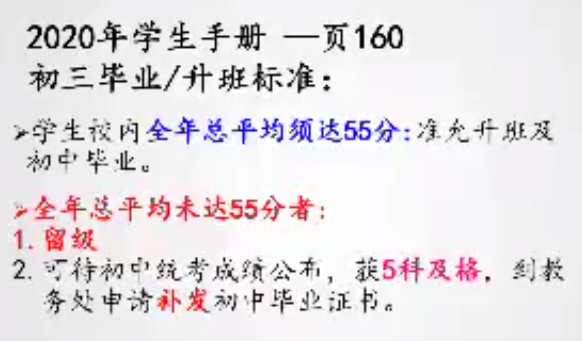 2020年学生手册 —页160
初三毕业/升班标准：
➢学生校内全年总平均须达55分：准允升班及
初中毕业。
➢全年总平均未达55分者：
1. 留级
2. 可待初中统考成绩公布，获5科及格，到教
务处申请补发初中毕业证书。